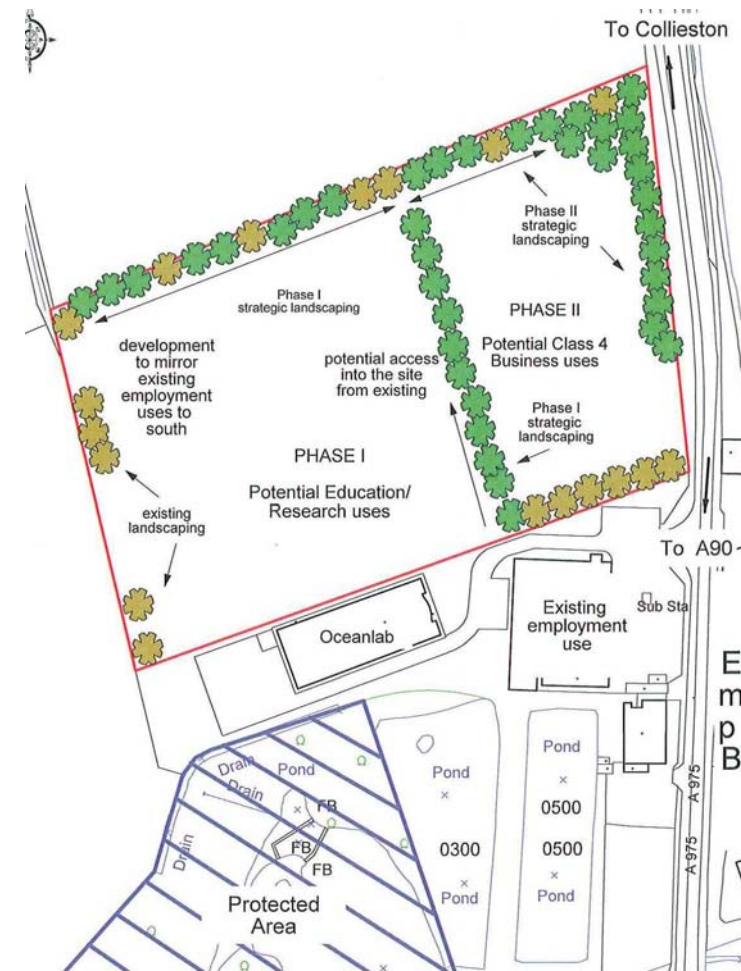 To Collieston
Phase II
strategic
landscaping
Phase I
strategic landscaping
PHASE II
Potential Class 4
Business uses
development
to mirror
existing
employment
uses to
south
potential access
into the site
from existing
Phase I
strategic
landscaping
PHASE I
Potential Education/
Research uses
existing
landscaping
To A90
Oceanlab
Existing
employment
use
Sub Sta
E
m
p
B
Drain
Pond
Drain
Pond
Pond
FB
0500
A 975
Drain
FB
0300
0500
A 975
FB
Pond
Pond
Protected
Area